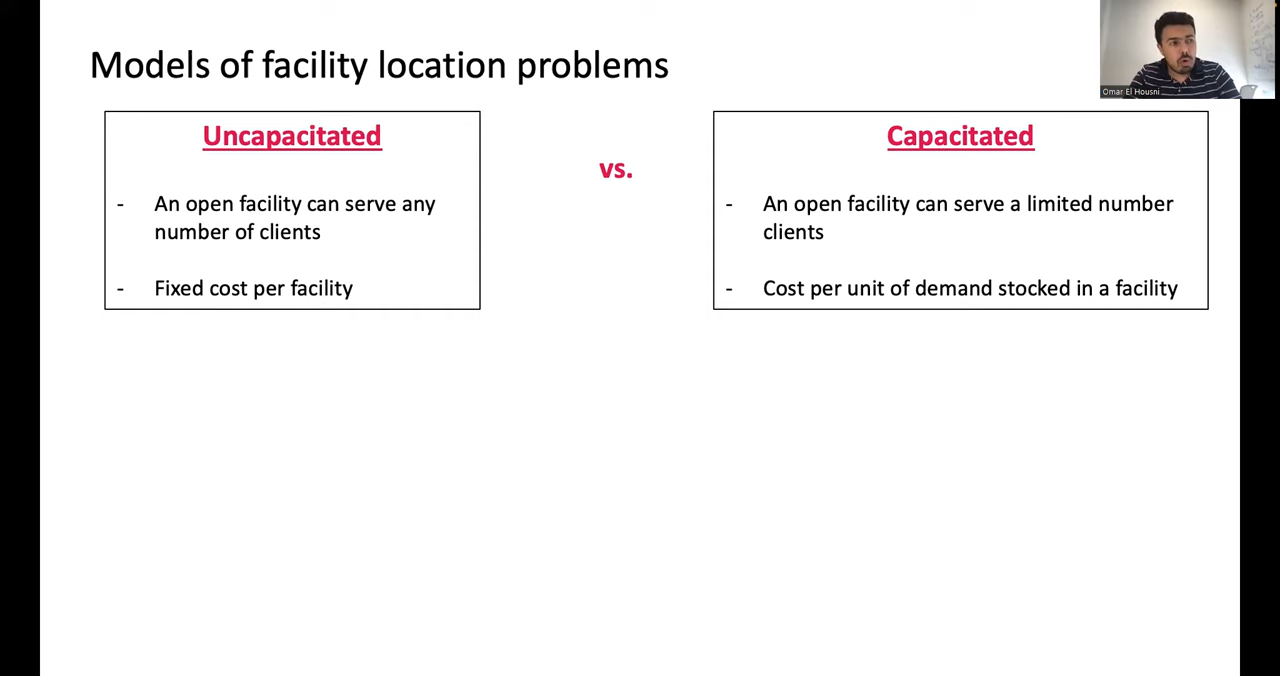 Models of facility location problems
Omar El Housni
Uncapacitated
- An open facility can serve any
number of clients
- Fixed cost per facility
vs.
Capacitated
- An open facility can serve a limited number
clients
- Cost per unit of demand stocked in a facility